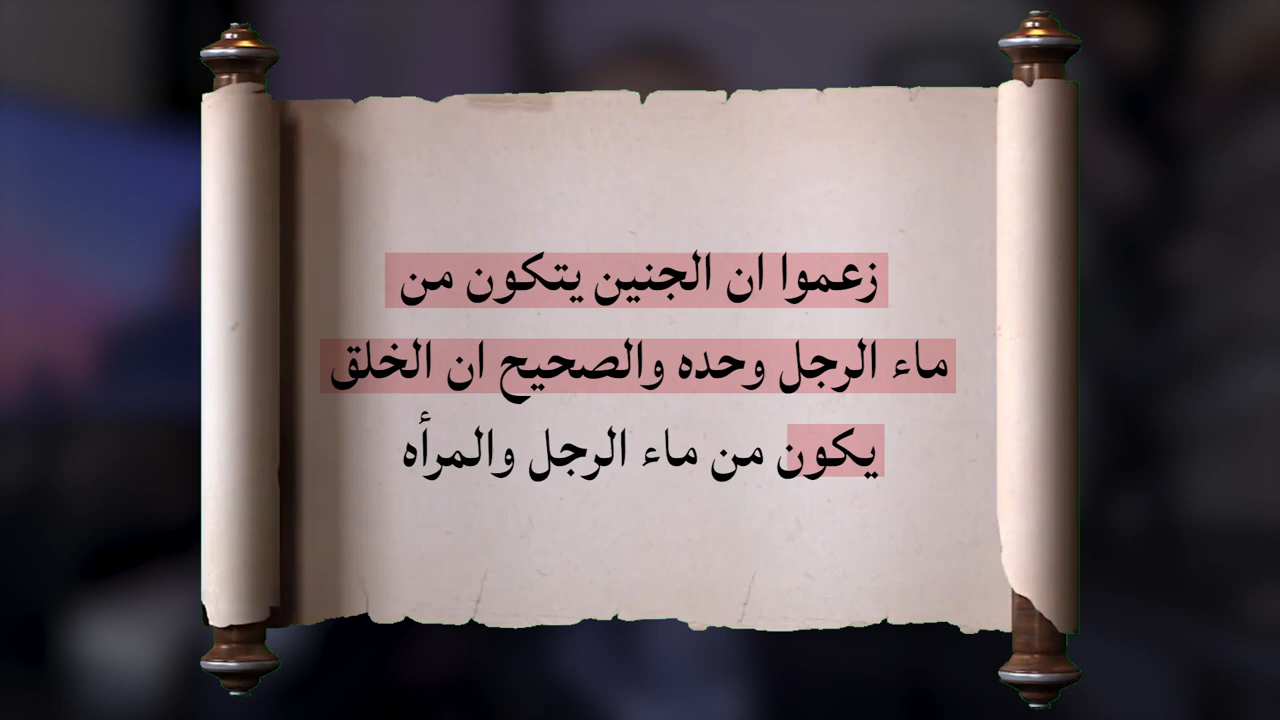 زعموا ان الجنين يتكون من
ماء الرجل وحده والصحيح ان الخلق
يكون من ماء الرجل والمرأه